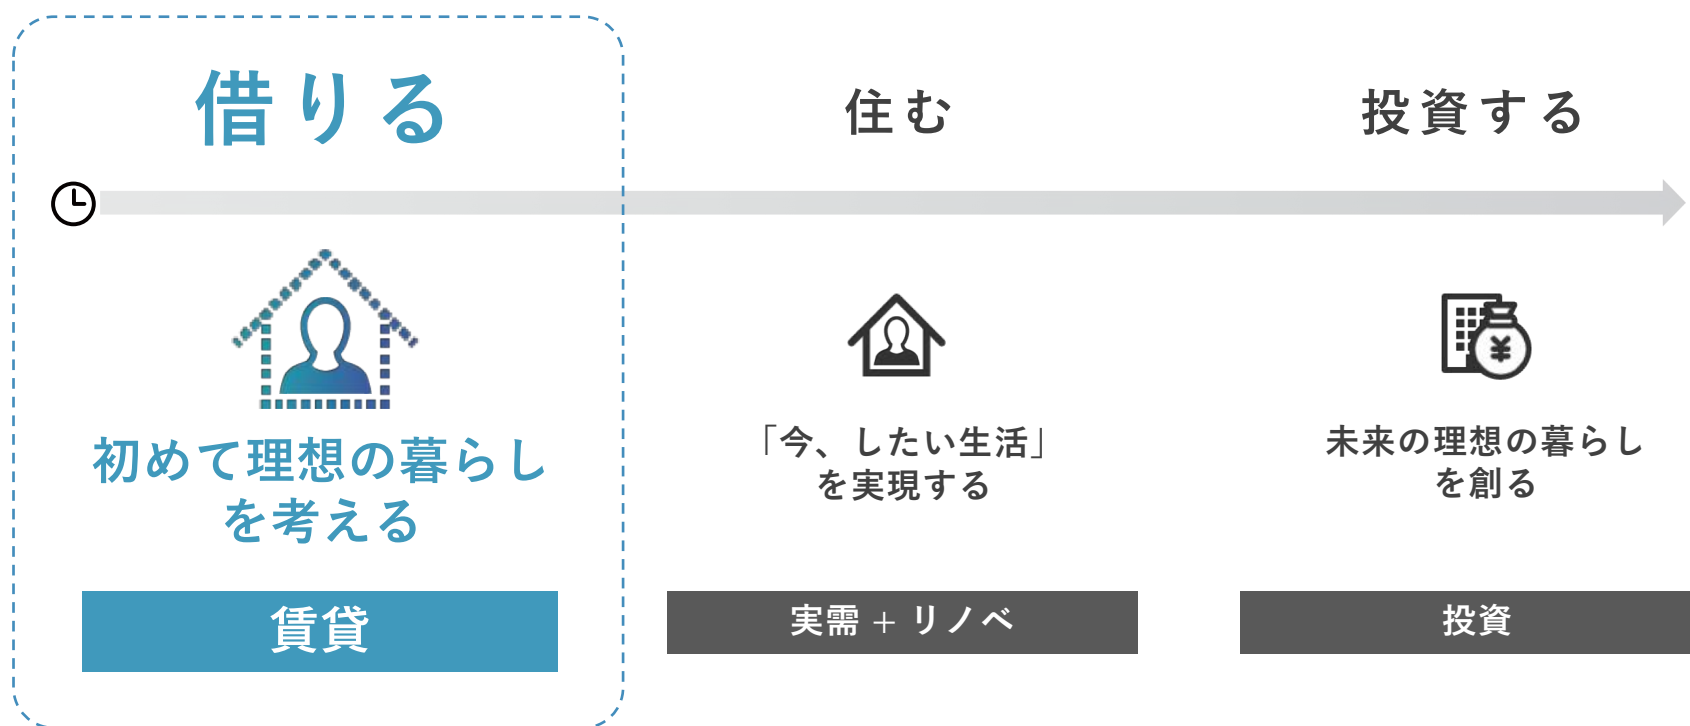 借りる
住む
投資する
初めて理想の暮らし
を考える
「今、したい生活」
を実現する
¥
未来の理想の暮らし
を創る
賃貸
実需 + リノベ
投資